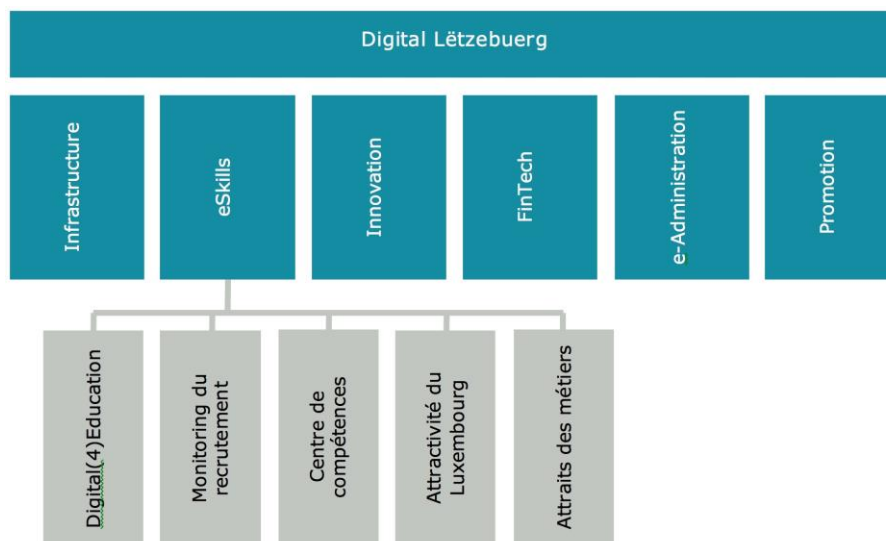 Digital Lëtzebuerg
Infrastructure
eSkills
Innovation
FinTech
e-Administration
Promotion
Digital(4)Education
Monitoring du
recrutement
Centre de
compétences
Attractivité du
Luxembourg
Attraits des métiers